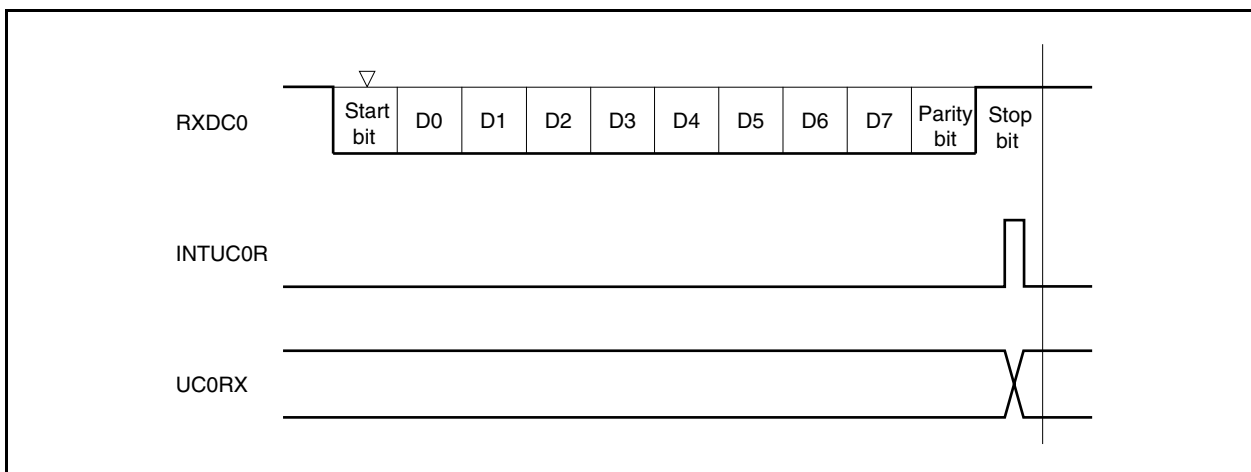 RXDC0
Start bit
D0
D1
D2
D3
D4
D5
D6
D7
Parity bit
Stop bit
INTUC0R
UC0RX